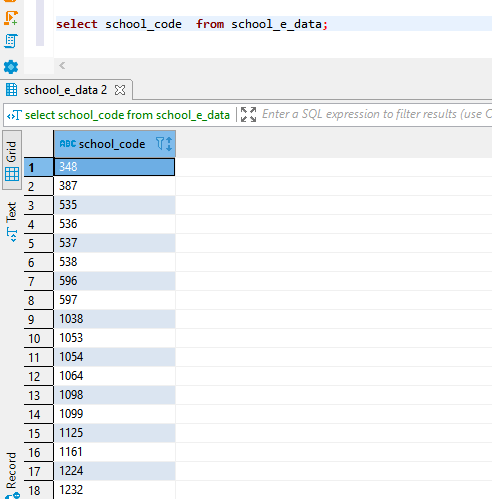 select school_code  from school_e_data;
school_e_data 2
select school_code from school_e_data
Enter a SQL expression to filter results (use C
Grid
Text
Record
ABC school_code
1 348
2 387
3 535
4 536
5 537
6 538
7 596
8 597
9 1038
10 1053
11 1054
12 1064
13 1098
14 1099
15 1125
16 1161
17 1224
18 1232